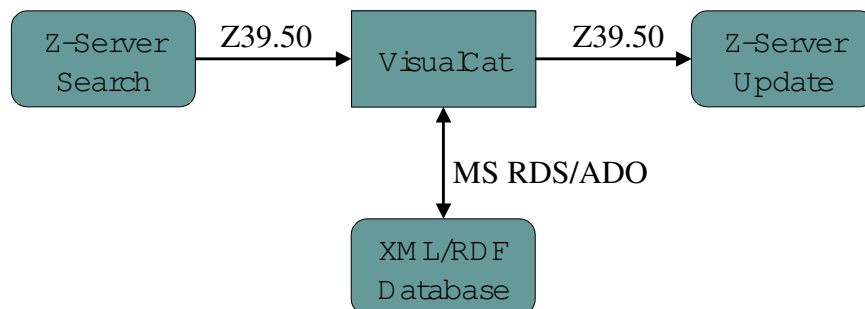 Z-Server
Search
Z39.50
VisualCat
Z39.50
Z-Server
Update
MS RDS/ADO
XML/RDF
Database